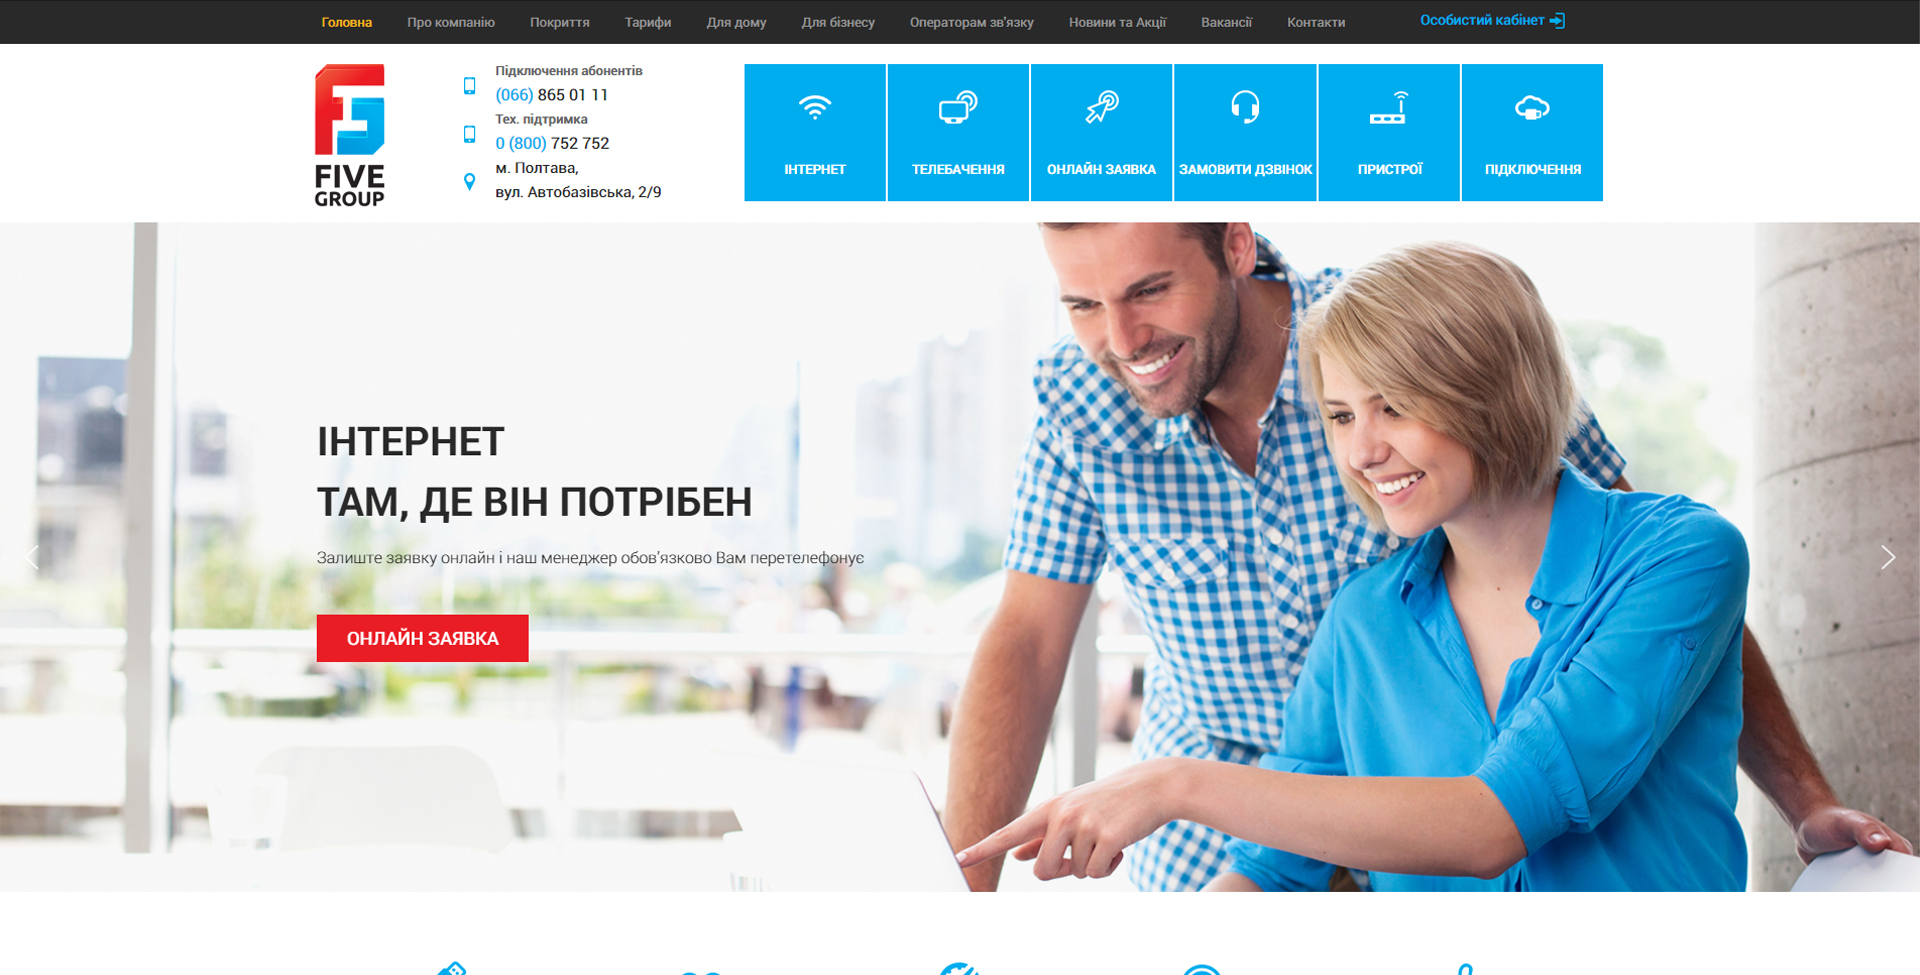 Головна Про компанію Покриття Тарифи Для дому Для бізнесу Операторам зв'язку Новини та Акції Вакансії Контакти Особистий кабінет
FIVE
GROUP
Підключення абонентів
(066) 865 01 11
Тех. підтримка
0 (800) 752 752
м. Полтава,
вул. Автобазівська, 2/9
ІНТЕРНЕТ ТЕЛЕБАЧЕННЯ ОНЛАЙН ЗАЯВКА ЗАМОВИТИ ДЗВІНОК ПРИСТРОЇ ПІДКЛЮЧЕННЯ
ІНТЕРНЕТ
ТАМ, ДЕ ВІН ПОТРІБЕН
Залиште заявку онлайн і наш менеджер обов'язково Вам перетелефонує
ОНЛАЙН ЗАЯВКА